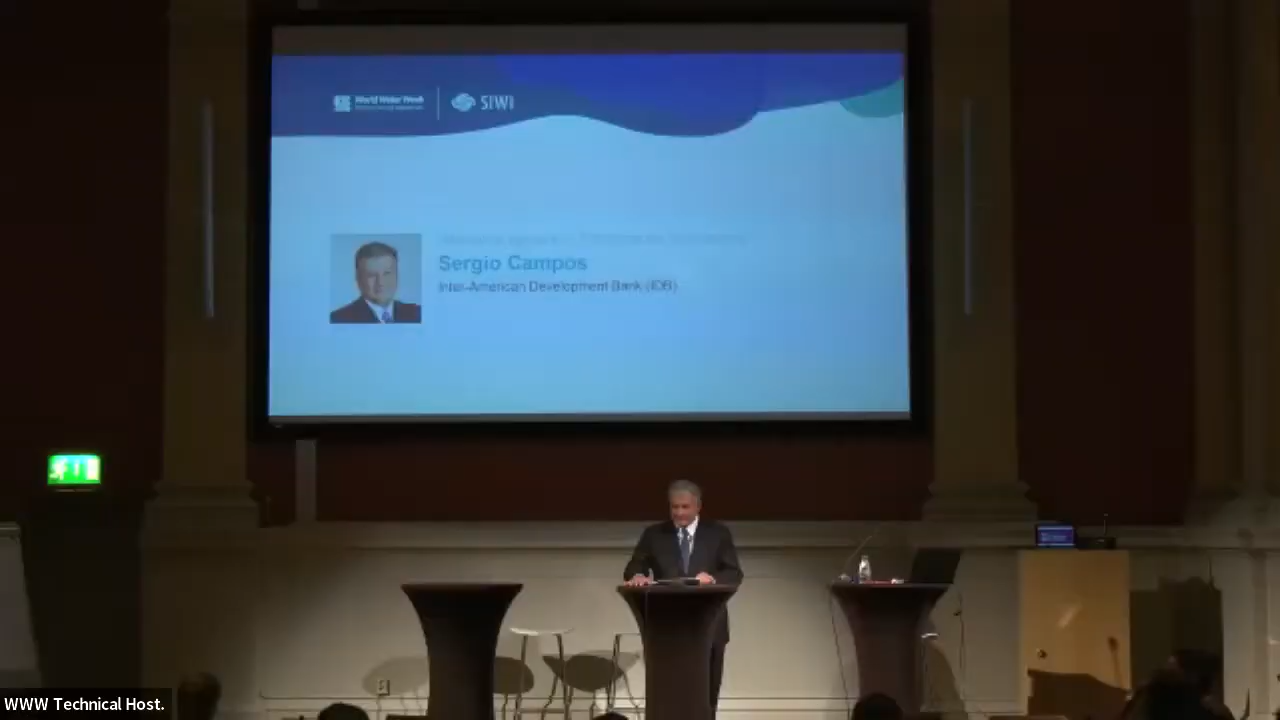 World Water Week
SIWI
Sergio Campos
Inter-American Development Bank (IDB)
WWW Technical Host.